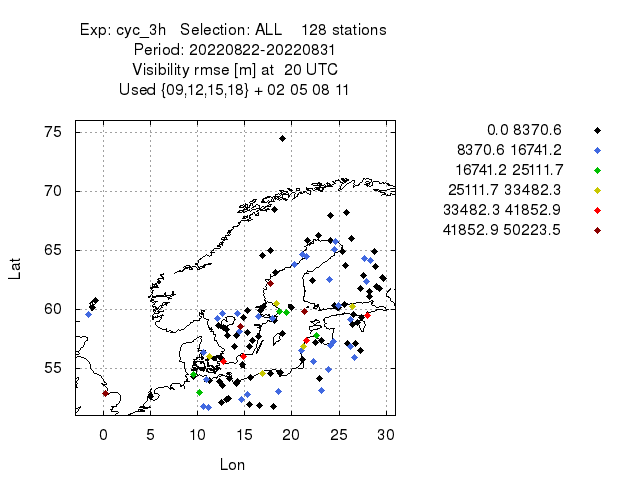 Exp: cyc_3h   Selection: ALL    128 stations
Period: 20220822-20220831
Visibility rmse [m] at  20 UTC
Used {09,12,15,18} + 02 05 08 11
75
70
65
60
55
Lat
0 5 10 15 20 25 30
Lon
0.0 8370.6
8370.6 16741.2
16741.2 25111.7
25111.7 33482.3
33482.3 41852.9
41852.9 50223.5